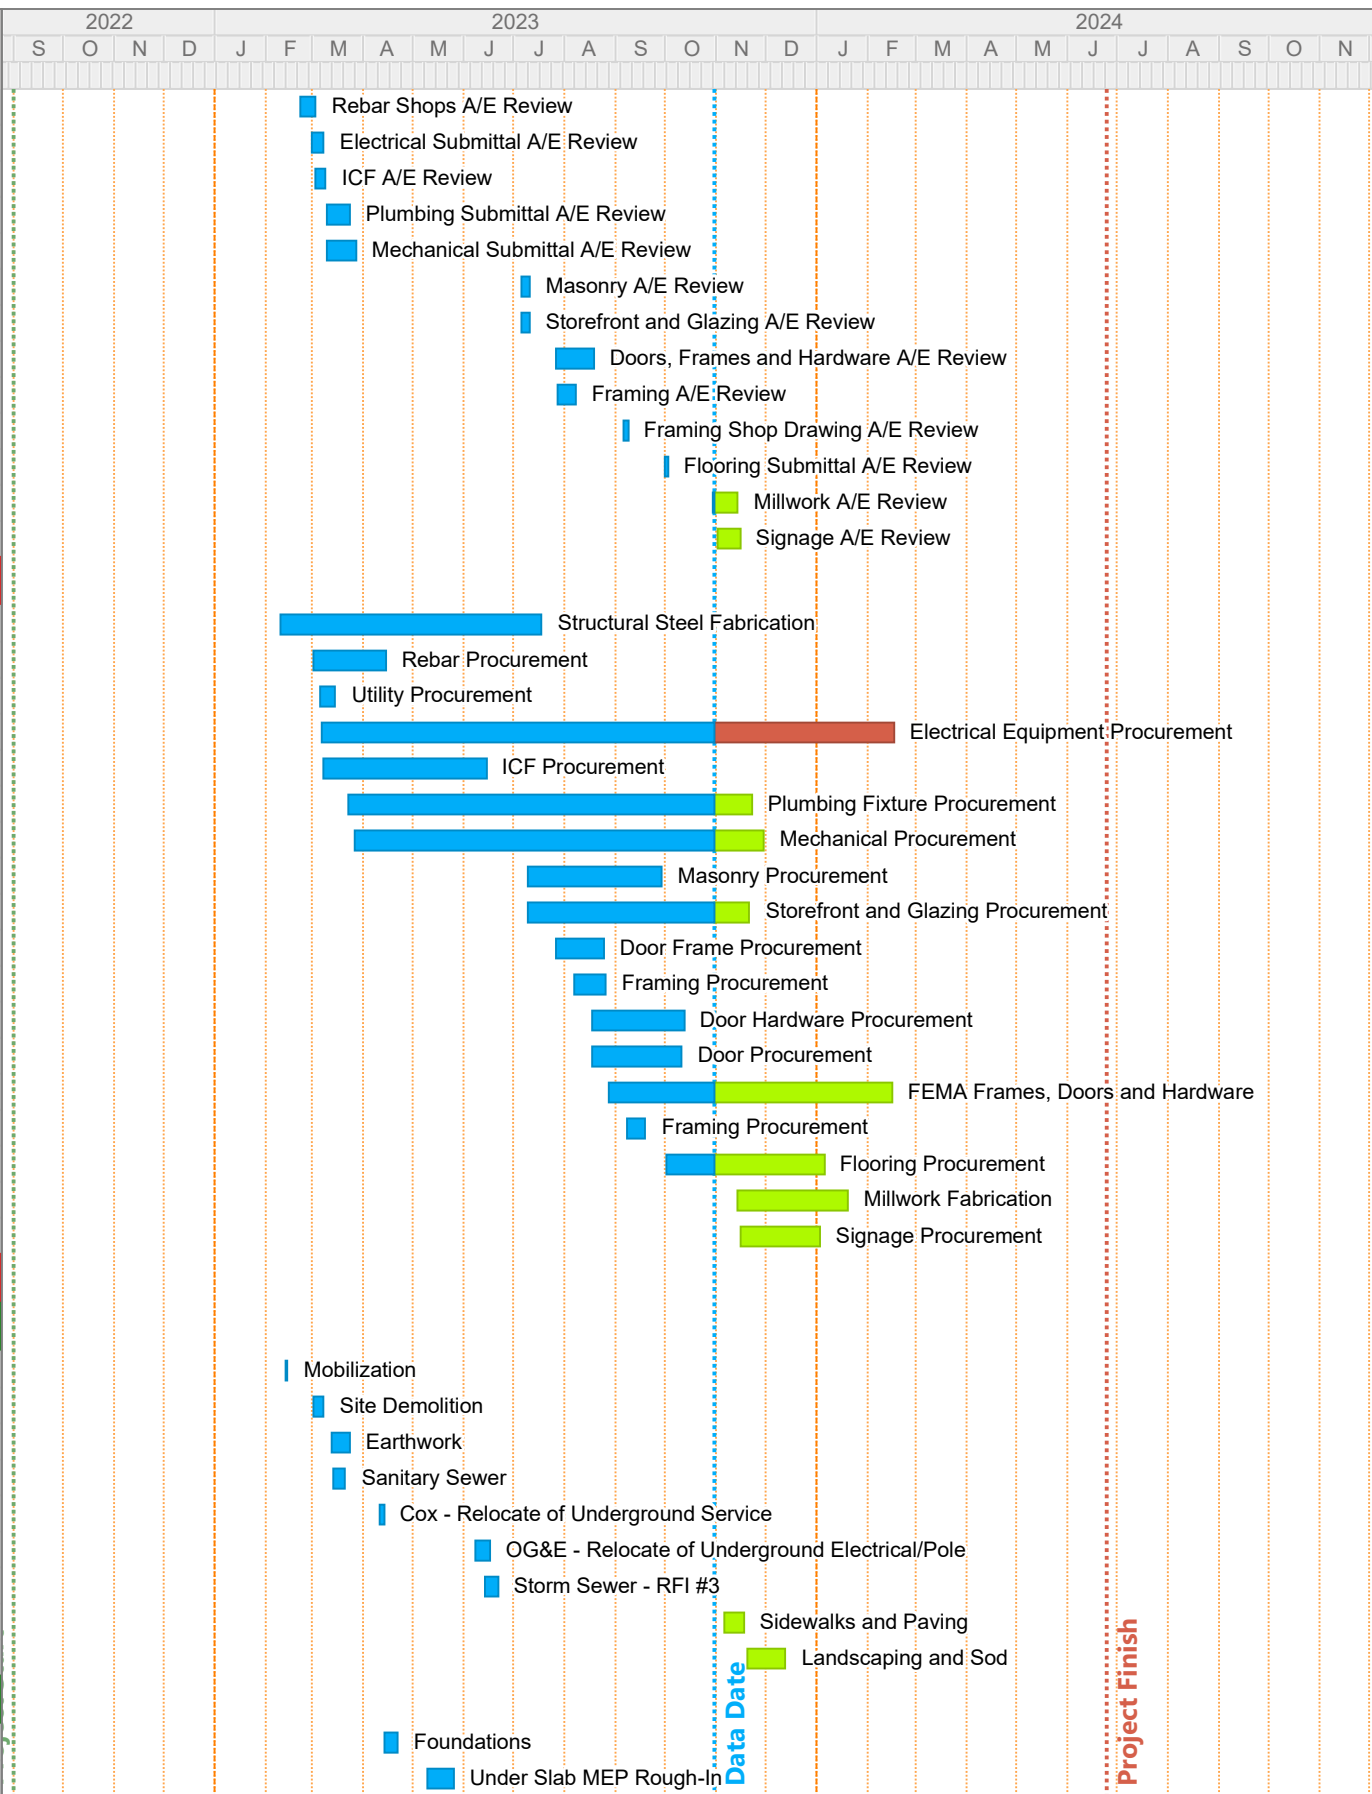 2022 2023 2024
S O N D J F M A M J J A S O N D J F M A M J J A S O N
Rebar Shops A/E Review
Electrical Submittal A/E Review
ICF A/E Review
Plumbing Submittal A/E Review
Mechanical Submittal A/E Review
Masonry A/E Review
Storefront and Glazing A/E Review
Doors, Frames and Hardware A/E Review
Framing A/E Review
Framing Shop Drawing A/E Review
Flooring Submittal A/E Review
Millwork A/E Review
Signage A/E Review
Structural Steel Fabrication
Rebar Procurement
Utility Procurement
Electrical Equipment Procurement
ICF Procurement
Plumbing Fixture Procurement
Mechanical Procurement
Masonry Procurement
Storefront and Glazing Procurement
Door Frame Procurement
Framing Procurement
Door Hardware Procurement
Door Procurement
FEMA Frames, Doors and Hardware
Framing Procurement
Flooring Procurement
Millwork Fabrication
Signage Procurement
Mobilization
Site Demolition
Earthwork
Sanitary Sewer
Cox - Relocate of Underground Service
OG&E - Relocate of Underground Electrical/Pole
Storm Sewer - RFI #3
Sidewalks and Paving
Landscaping and Sod
Foundations
Under Slab MEP Rough-In
Data Date
Project Finish